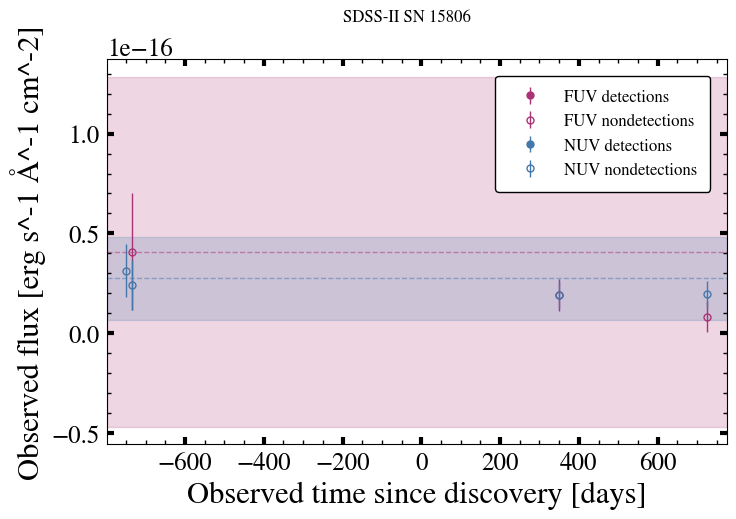 SDSS-II SN 15806
1e−16
FUV detections
FUV nondetections
NUV detections
NUV nondetections
1.0
0.5
0.0
−0.5
Observed flux [erg s^-1 Å^-1 cm^-2]
−600 −400 −200 0 200 400 600
Observed time since discovery [days]